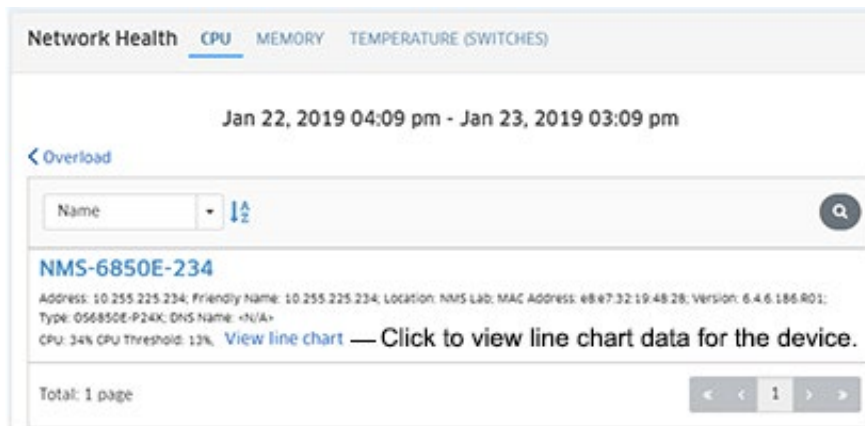 Network Health CPU MEMORY TEMPERATURE (SWITCHES)
Jan 22, 2019 04:09 pm - Jan 23, 2019 03:09 pm
Overload
Name
NMS-6850E-234
Address: 10.255.225.234; Friendly Name: 10.255.225.234; Location: NMS Lab; MAC Address: e8:e7:32:19:48:28; Version: 6.4.6.186.R01;
Type: OS6850E-P24X; DNS Name: <N/A>
CPU: 34% CPU Threshold: 13%, View line chart — Click to view line chart data for the device.
Total: 1 page « ‹ 1 › »